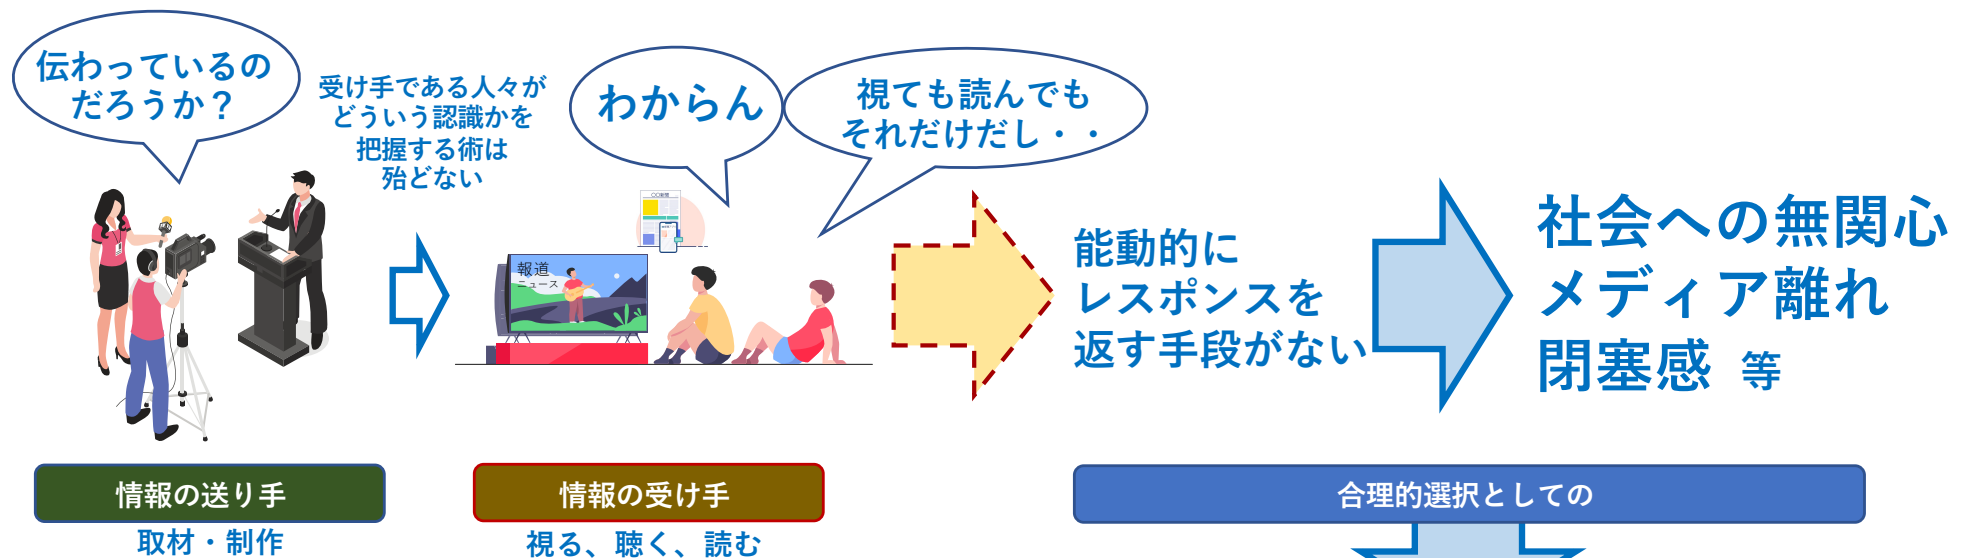 伝わっているの
だろうか？
受け手である人々が
どういう認識かを
把握する術は
殆どない
わからん
視ても読んでも
それだけだし・・
〇〇新聞
報道
ニュース
能動的に
レスポンスを
返す手段がない
社会への無関心
メディア離れ
閉塞感 等
情報の送り手
取材・制作
情報の受け手
視る、聴く、読む
合理的選択としての